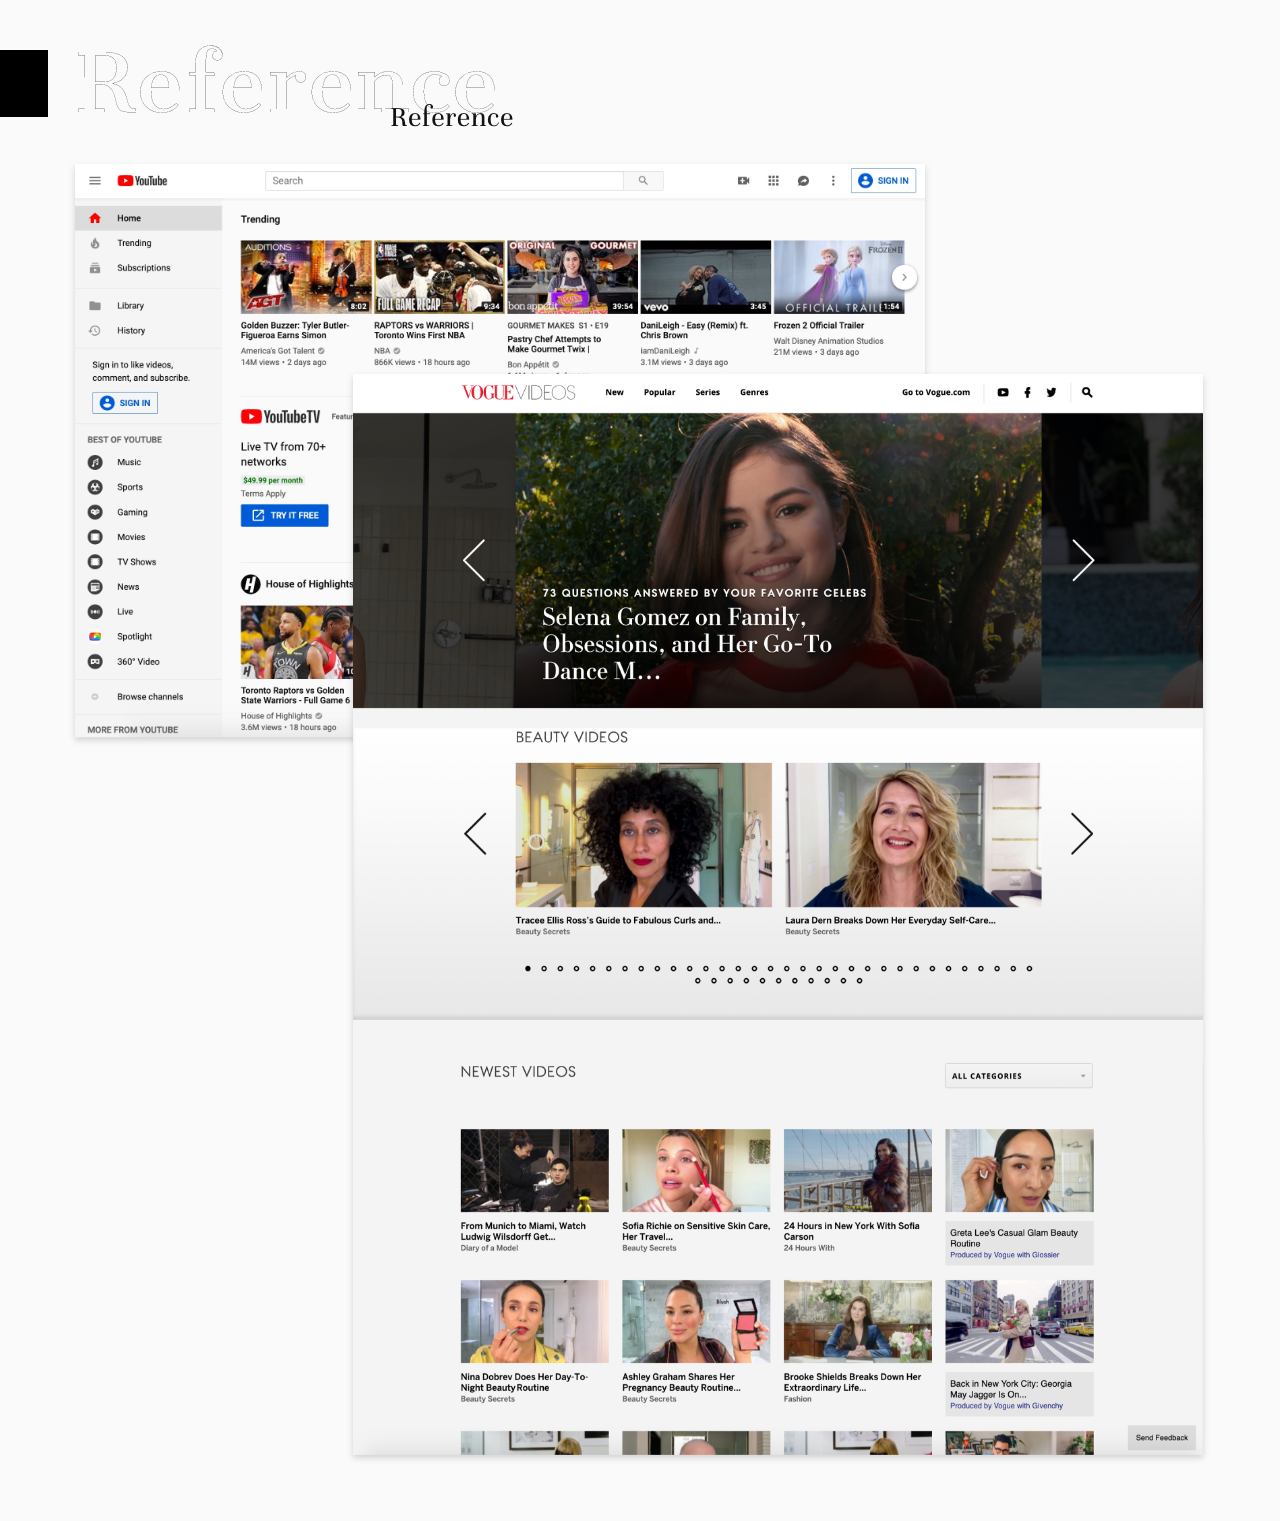 Reference
Reference
YouTube
Search
SIGN IN
Home
Trending
Subscriptions
Library
History
Sign in to like videos,
comment, and subscribe.
SIGN IN
BEST OF YOUTUBE
Music
Sports
Gaming
Movies
TV Shows
News
Live
Spotlight
360° Video
Browse channels
MORE FROM YOUTUBE
Trending
AUDITIONS
AGT
8:02
Golden Buzzer: Tyler Butler-
Figueroa Earns Simon
America's Got Talent
14M views • 2 days ago
FULL GAME RECAP
9:34
RAPTORS vs WARRIORS |
Toronto Wins First NBA
NBA
866K views • 18 hours ago
ORIGINAL GOURMET
bon appétit
39:54
GOURMET MAKES S1 • E19
Pastry Chef Attempts to
Make Gourmet Twix |
Bon Appétit
vevo
3:45
DaniLeigh - Easy (Remix) ft.
Chris Brown
iamDaniLeigh
3.1M views • 3 days ago
FROZEN II
OFFICIAL TRAILE
1:54
Frozen 2 Official Trailer
Walt Disney Animation Studios
21M views • 3 days ago
YouTubeTV
Featur
Live TV from 70+
networks
$49.99 per month
Terms Apply
TRY IT FREE
House of Highlights
Toronto Raptors vs Golden
State Warriors - Full Game 6
House of Highlights
3.6M views • 18 hours ago
VOGUE VIDEOS
New Popular Series Genres
Go to Vogue.com
73 QUESTIONS ANSWERED BY YOUR FAVORITE CELEBS
Selena Gomez on Family,
Obsessions, and Her Go-To
Dance M...
BEAUTY VIDEOS
Tracee Ellis Ross's Guide to Fabulous Curls and...
Beauty Secrets
Laura Dern Breaks Down Her Everyday Self-Care...
Beauty Secrets
NEWEST VIDEOS
ALL CATEGORIES
From Munich to Miami, Watch
Ludwig Wilsdorff Get...
Diary of a Model
Sofia Richie on Sensitive Skin Care,
Her Travel...
Beauty Secrets
24 Hours in New York With Sofia
Carson
24 Hours With
Greta Lee's Casual Glam Beauty
Routine
Produced by Vogue with Glossier
Nina Dobrev Does Her Day-To-
Night Beauty Routine
Beauty Secrets
Blush
Ashley Graham Shares Her
Pregnancy Beauty Routine...
Beauty Secrets
Brooke Shields Breaks Down Her
Extraordinary Life...
Fashion
Back in New York City: Georgia
May Jagger Is On...
Produced by Vogue with Givenchy
Send Feedback